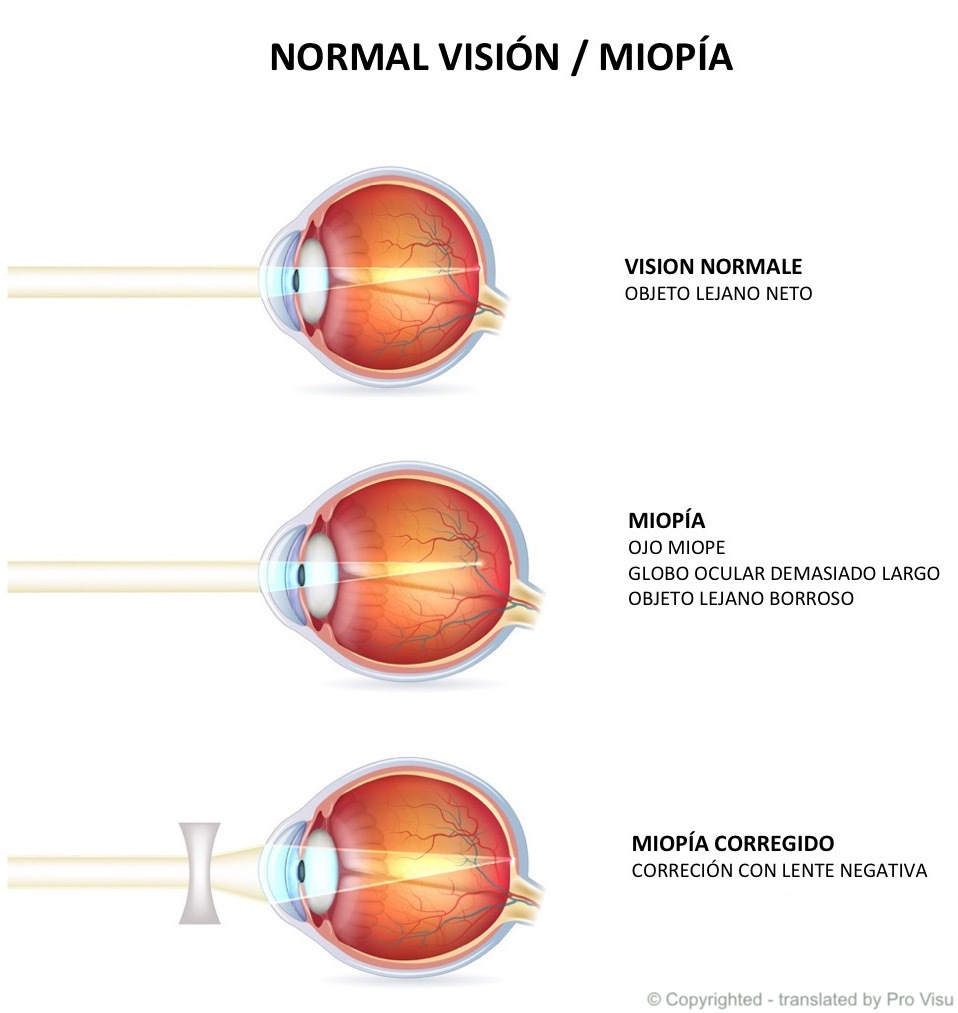 NORMAL VISIÓN / MIOPÍA
VISION NORMALE
OBJETO LEJANO NETO
MIOPÍA
OJO MIOPE
GLOBO OCULAR DEMASIADO LARGO
OBJETO LEJANO BORROSO
MIOPÍA CORREGIDO
CORRECIÓN CON LENTE NEGATIVA
© Copyrighted - translated by Pro Visu